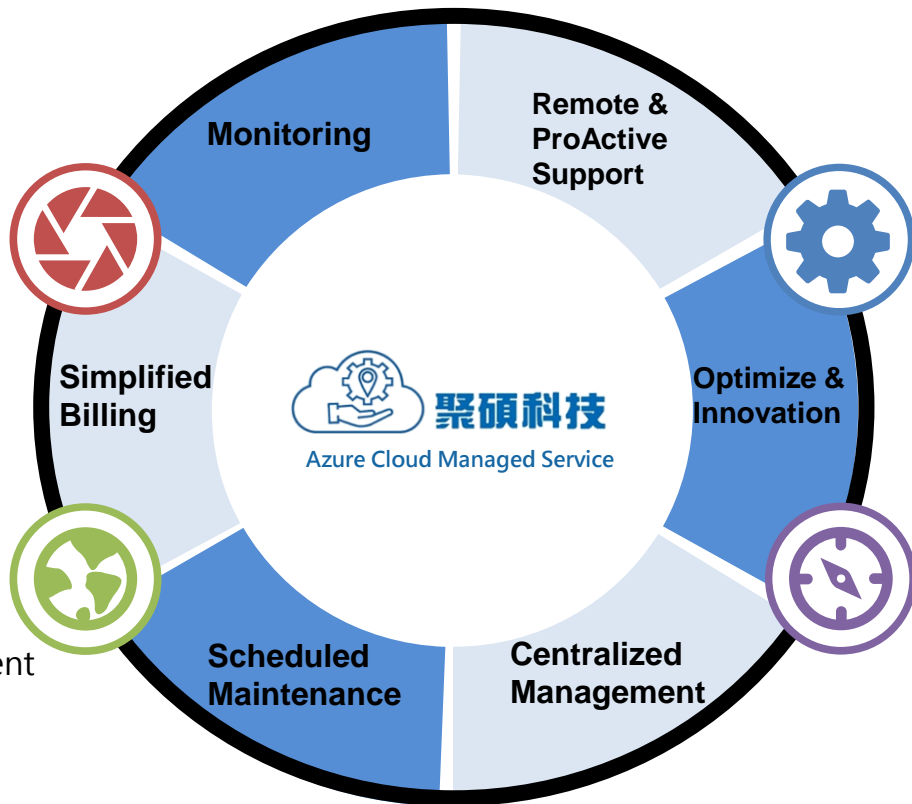 Monitoring
Remote &
ProActive
Support
Simplified
Billing
Optimize &
Innovation
聚碩科技
Azure Cloud Managed Service
Scheduled
Maintenance
Centralized
Management
ent